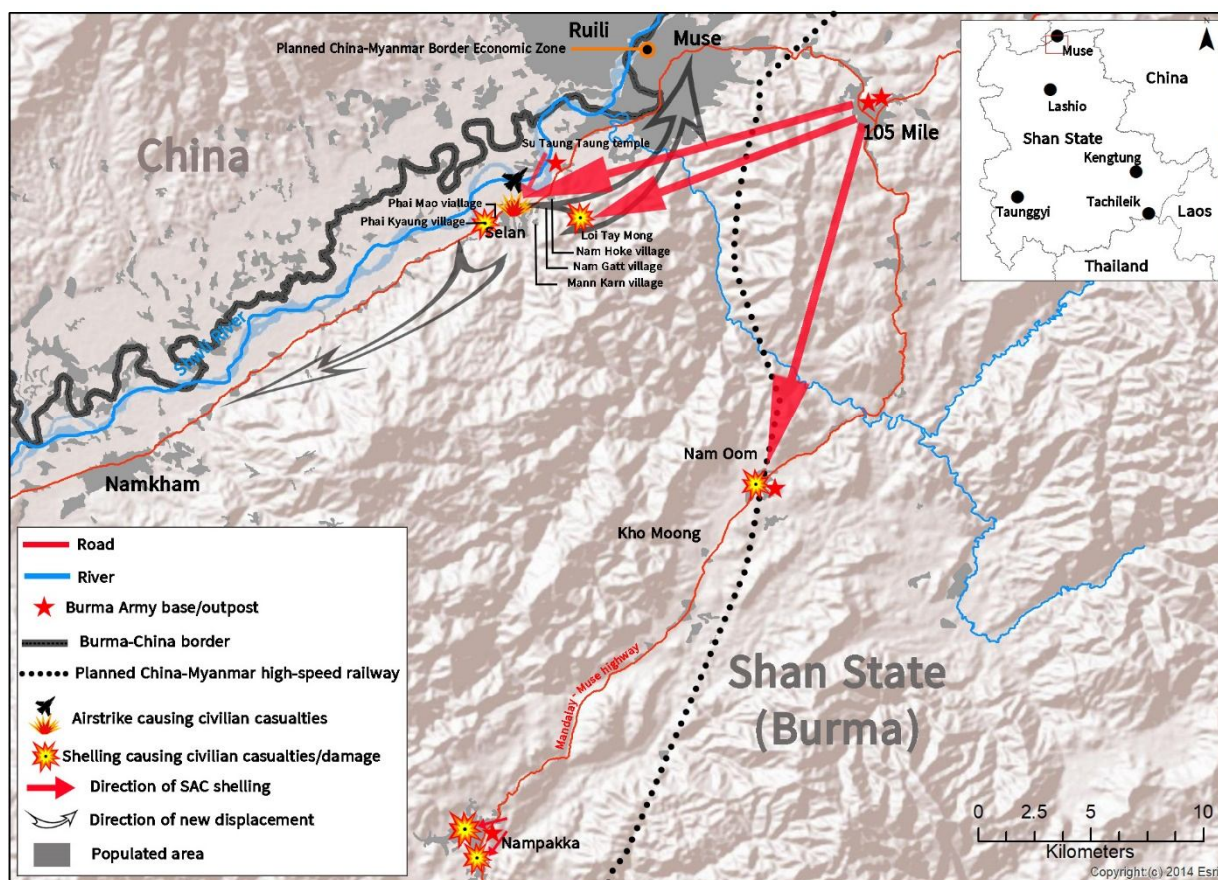 Ruili
Muse
Planned China-Myanmar Border Economic Zone
China
105 Mile
Su Taung Taung temple
Phai Mao viallage
Phai Kyaung village
Selan
Loi Tay Mong
Nam Hoke village
Nam Gatt village
Mann Karn village
Shwli River
Namkham
Nam Oom
Kho Moong
Mandalay - Muse highway
Shan State
(Burma)
Nampakka
N
Muse
China
Lashio
Shan State
Kengtung
Taunggyi
Tachileik
Laos
Thailand
Road
River
Burma Army base/outpost
Burma-China border
Planned China-Myanmar high-speed railway
Airstrike causing civilian casualties
Shelling causing civilian casualties/damage
Direction of SAC shelling
Direction of new displacement
Populated area
0 2.5 5 10
Kilometers
Copyright:(c) 2014 Esri